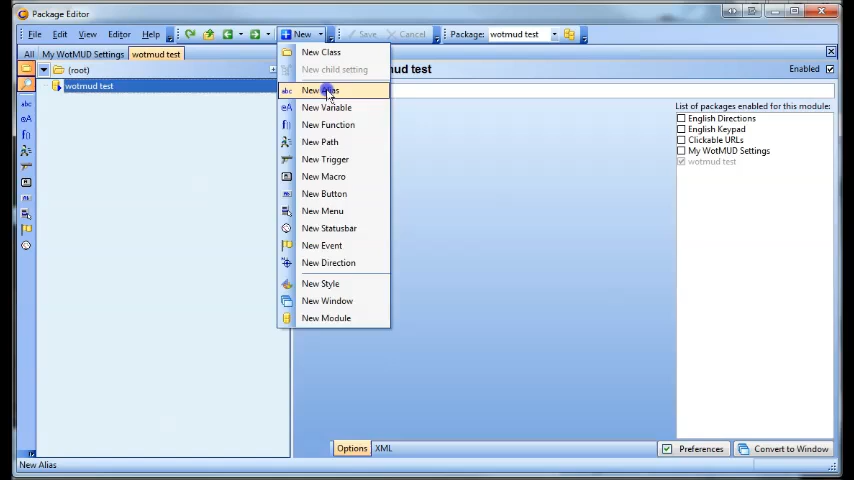 Package Editor
File Edit View Editor Help New Save Cancel Package: wotmud test
All My WotMUD Settings wotmud test
(root)
wotmud test
New Class
New child setting
New Alias
New Variable
New Function
New Path
New Trigger
New Macro
New Button
New Menu
New Statusbar
New Event
New Direction
New Style
New Window
New Module
mud test
Enabled
List of packages enabled for this module:
English Directions
English Keypad
Clickable URLs
My WotMUD Settings
wotmud test
Options XML
Preferences Convert to Window
New Alias